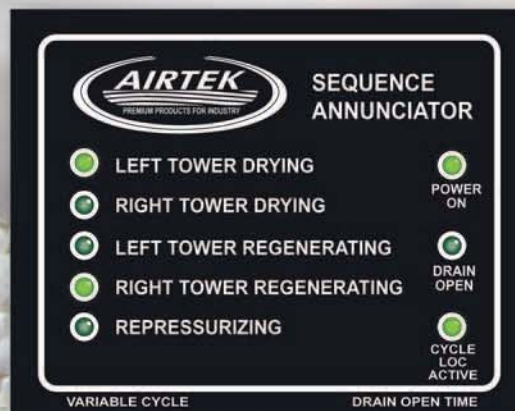 AIRTEK
PREMIUM PRODUCTS FOR INDUSTRY
SEQUENCE
ANNUNCIATOR
LEFT TOWER DRYING
RIGHT TOWER DRYING
LEFT TOWER REGENERATING
RIGHT TOWER REGENERATING
REPRESSURIZING
POWER
ON
DRAIN
OPEN
CYCLE
LOC
ACTIVE
VARIABLE CYCLE
DRAIN OPEN TIME